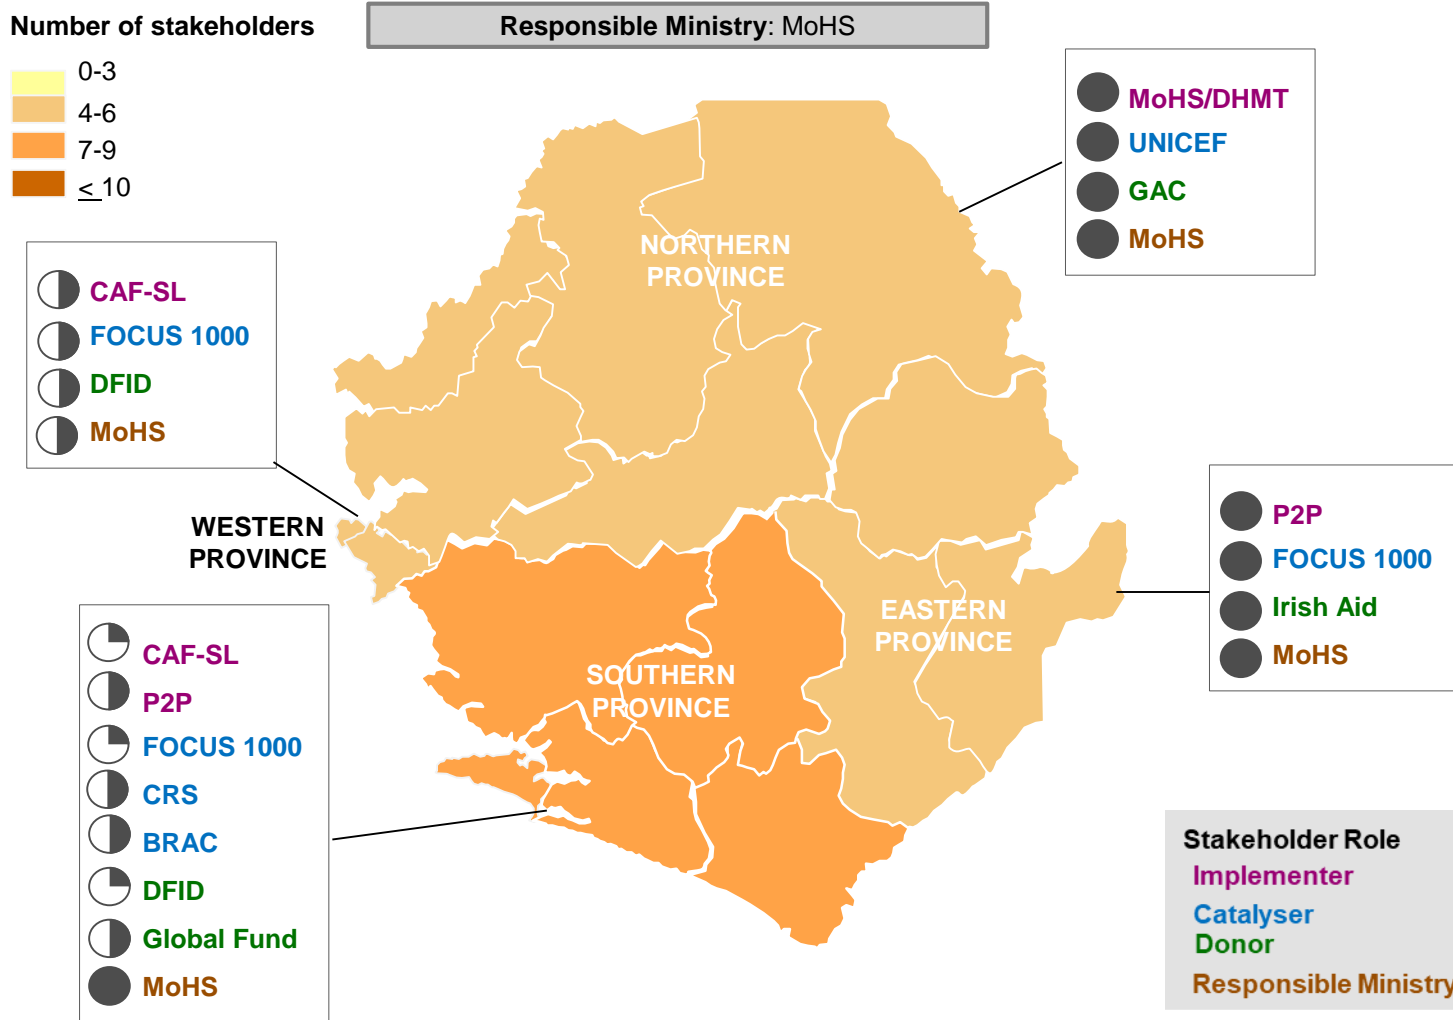 Number of stakeholders
0-3
4-6
7-9
< 10
Responsible Ministry: MoHS
MoHS/DHMT
UNICEF
GAC
MoHS
CAF-SL
FOCUS 1000
DFID
MoHS
NORTHERN
PROVINCE
WESTERN
PROVINCE
P2P
FOCUS 1000
Irish Aid
MoHS
EASTERN
PROVINCE
SOUTHERN
PROVINCE
CAF-SL
P2P
FOCUS 1000
CRS
BRAC
DFID
Global Fund
MoHS
Stakeholder Role
Implementer
Catalyser
Donor
Responsible Ministry